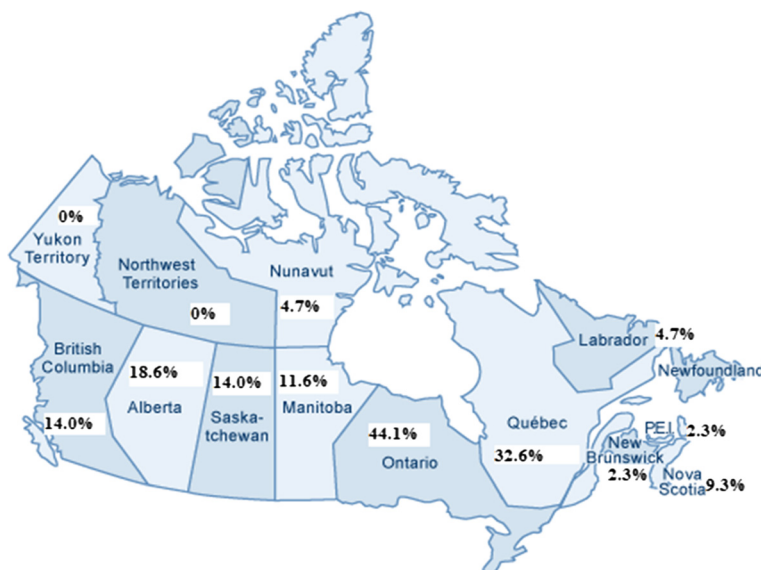 0%
Yukon
Territory
Northwest
Territories
0%
Nunavut
4.7%
British
Columbia
14.0%
18.6%
Alberta
14.0%
Saska-
tchewan
11.6%
Manitoba
44.1%
Ontario
Québec
32.6%
Labrador
4.7%
Newfoundland
PEI
2.3%
New
Brunswick
2.3%
Nova
Scotia
9.3%